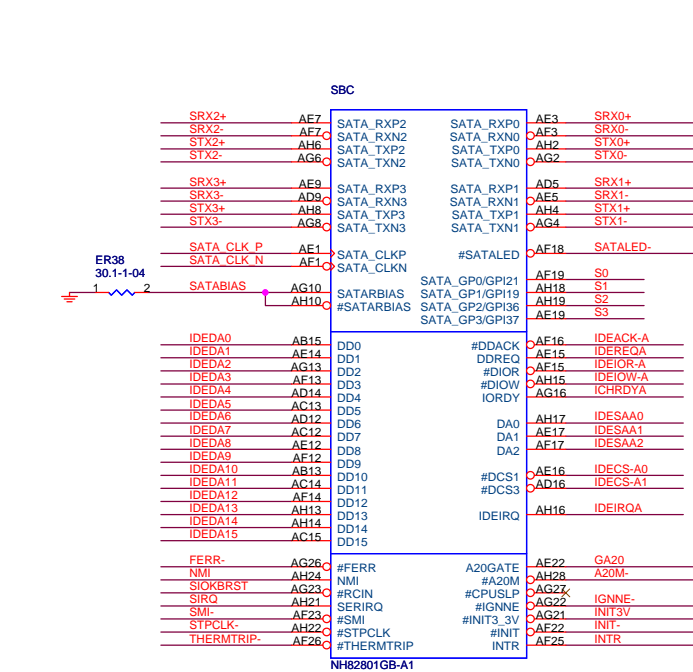 SBC
SRX2+ AE7 SATA_RXP2 SATA_RXP0 AE3 SRX0+
SRX2- AF7 SATA_RXN2 SATA_RXN0 AF3 SRX0-
STX2+ AH6 SATA_TXP2 SATA_TXP0 AH2 STX0+
STX2- AG6 SATA_TXN2 SATA_TXN0 AG2 STX0-
SRX3+ AE9 SATA_RXP3 SATA_RXP1 AD5 SRX1+
SRX3- AD9 SATA_RXN3 SATA_RXN1 AE5 SRX1-
STX3+ AH8 SATA_TXP3 SATA_TXP1 AH4 STX1+
STX3- AG8 SATA_TXN3 SATA_TXN1 AG4 STX1-
SATA_CLK_P AE1 SATA_CLKP #SATALED AF18 SATALED-
SATA_CLK_N AF1 SATA_CLKN
ER38
30.1-1-04
SATA_GP0/GPI21 AF19 S0
1 2 SATABIAS AG10 SATARBIAS SATA_GP1/GPI19 AH18 S1
AH10 #SATARBIAS SATA_GP2/GPI36 AH19 S2
SATA_GP3/GPI37 AE19 S3
IDEDA0 AB15 DD0 #DDACK AF16 IDEACK-A
IDEDA1 AE14 DD1 DDREQ AE15 IDEREQA
IDEDA2 AG13 DD2 #DIOR AF15 IDEIOR-A
IDEDA3 AF13 DD3 #DIOW AH15 IDEIOW-A
IDEDA4 AD14 DD4 IORDY AG16 ICHRDYA
IDEDA5 AC13 DD5
IDEDA6 AD12 DD6 DA0 AH17 IDESAA0
IDEDA7 AC12 DD7 DA1 AE17 IDESAA1
IDEDA8 AE12 DD8 DA2 AF17 IDESAA2
IDEDA9 AF12 DD9
IDEDA10 AB13 DD10 #DCS1 AE16 IDECS-A0
IDEDA11 AC14 DD11 #DCS3 AD16 IDECS-A1
IDEDA12 AF14 DD12
IDEDA13 AH13 DD13 IDEIRQ AH16 IDEIRQA
IDEDA14 AH14 DD14
IDEDA15 AC15 DD15
FERR- AG26 #FERR A20GATE AE22 GA20
NMI AH24 NMI #A20M AH28 A20M-
SIOKBRST AG23 #RCIN #CPUSLP AG27
SIRQ AH21 SERIRQ #IGNNE AG22 IGNNE-
SMI- AF23 #SMI #INIT3_3V AG21 INIT3V
STPCLK- AH22 #STPCLK #INIT AF22 INIT-
THERMTRIP- AF26 #THERMTRIP INTR AF25 INTR
NH82801GB-A1